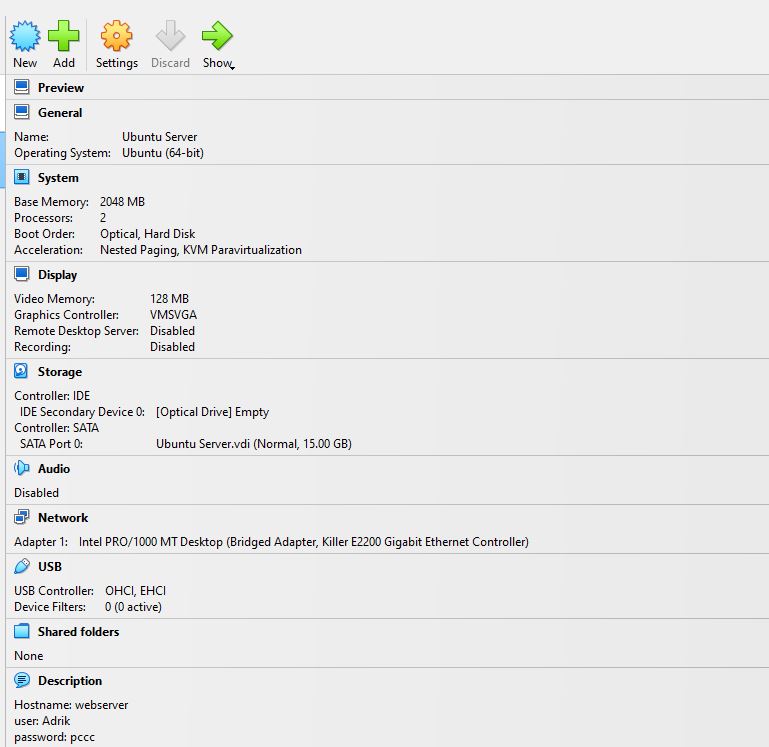 New Add Settings Discard Show
Preview
General
Name: Ubuntu Server
Operating System: Ubuntu (64-bit)
System
Base Memory: 2048 MB
Processors: 2
Boot Order: Optical, Hard Disk
Acceleration: Nested Paging, KVM Paravirtualization
Display
Video Memory: 128 MB
Graphics Controller: VMSVGA
Remote Desktop Server: Disabled
Recording: Disabled
Storage
Controller: IDE
IDE Secondary Device 0: [Optical Drive] Empty
Controller: SATA
SATA Port 0: Ubuntu Server.vdi (Normal, 15.00 GB)
Audio
Disabled
Network
Adapter 1: Intel PRO/1000 MT Desktop (Bridged Adapter, Killer E2200 Gigabit Ethernet Controller)
USB
USB Controller: OHCI, EHCI
Device Filters: 0 (0 active)
Shared folders
None
Description
Hostname: webserver
user: Adrik
password: pccc